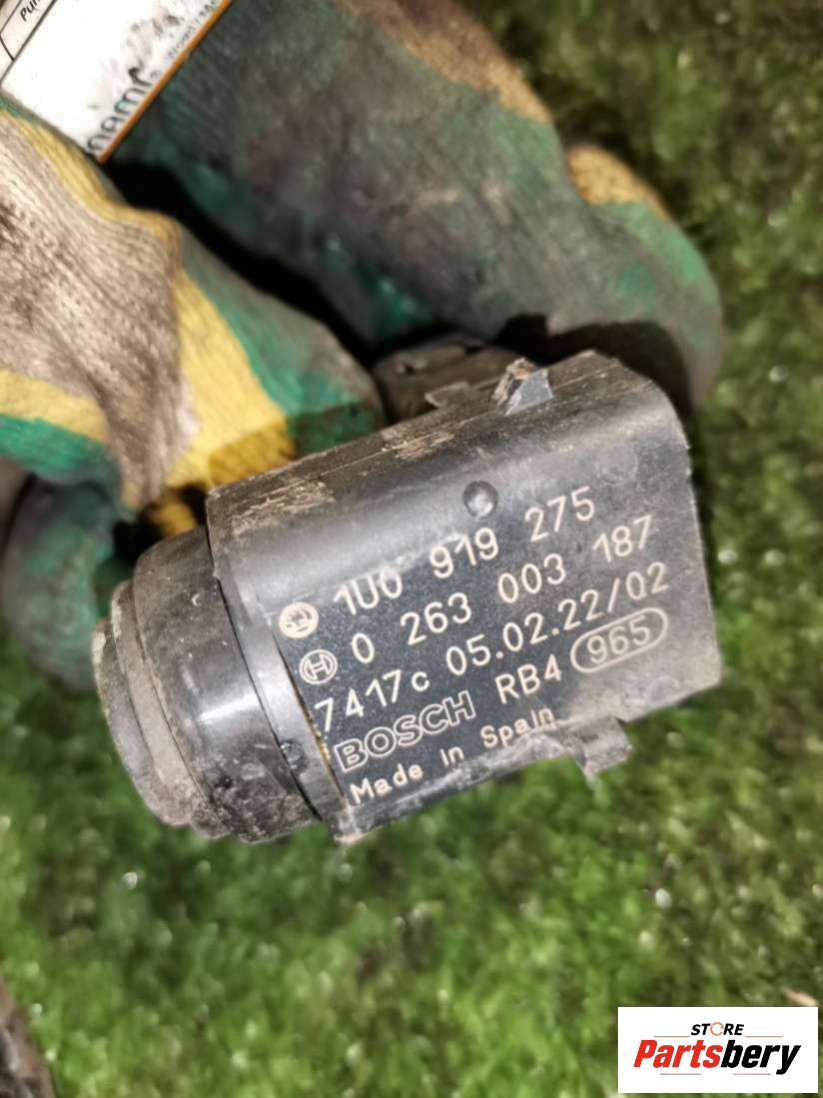 1U0 919 275
0 263 003 187
7417c 05.02.22/02
BOSCH RB4 965
Made in Spain
STORE
Partsbery